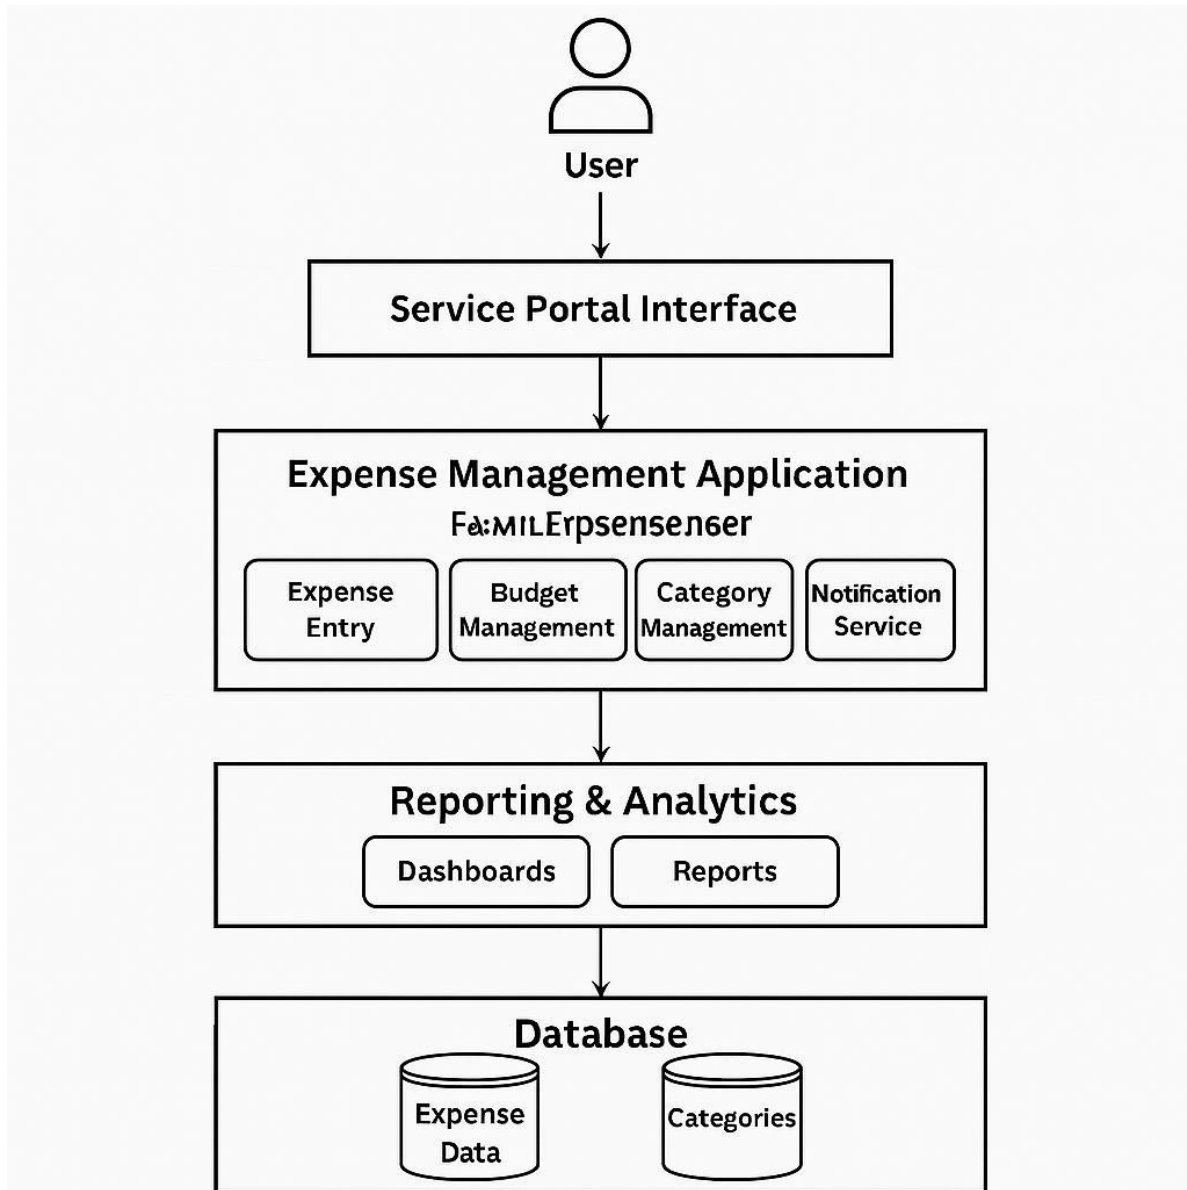 User
Service Portal Interface
Expense Management Application
Expense
Entry
Budget
Management
Category
Management
Notification
Service
Reporting & Analytics
Dashboards
Reports
Database
Expense
Data
Categories